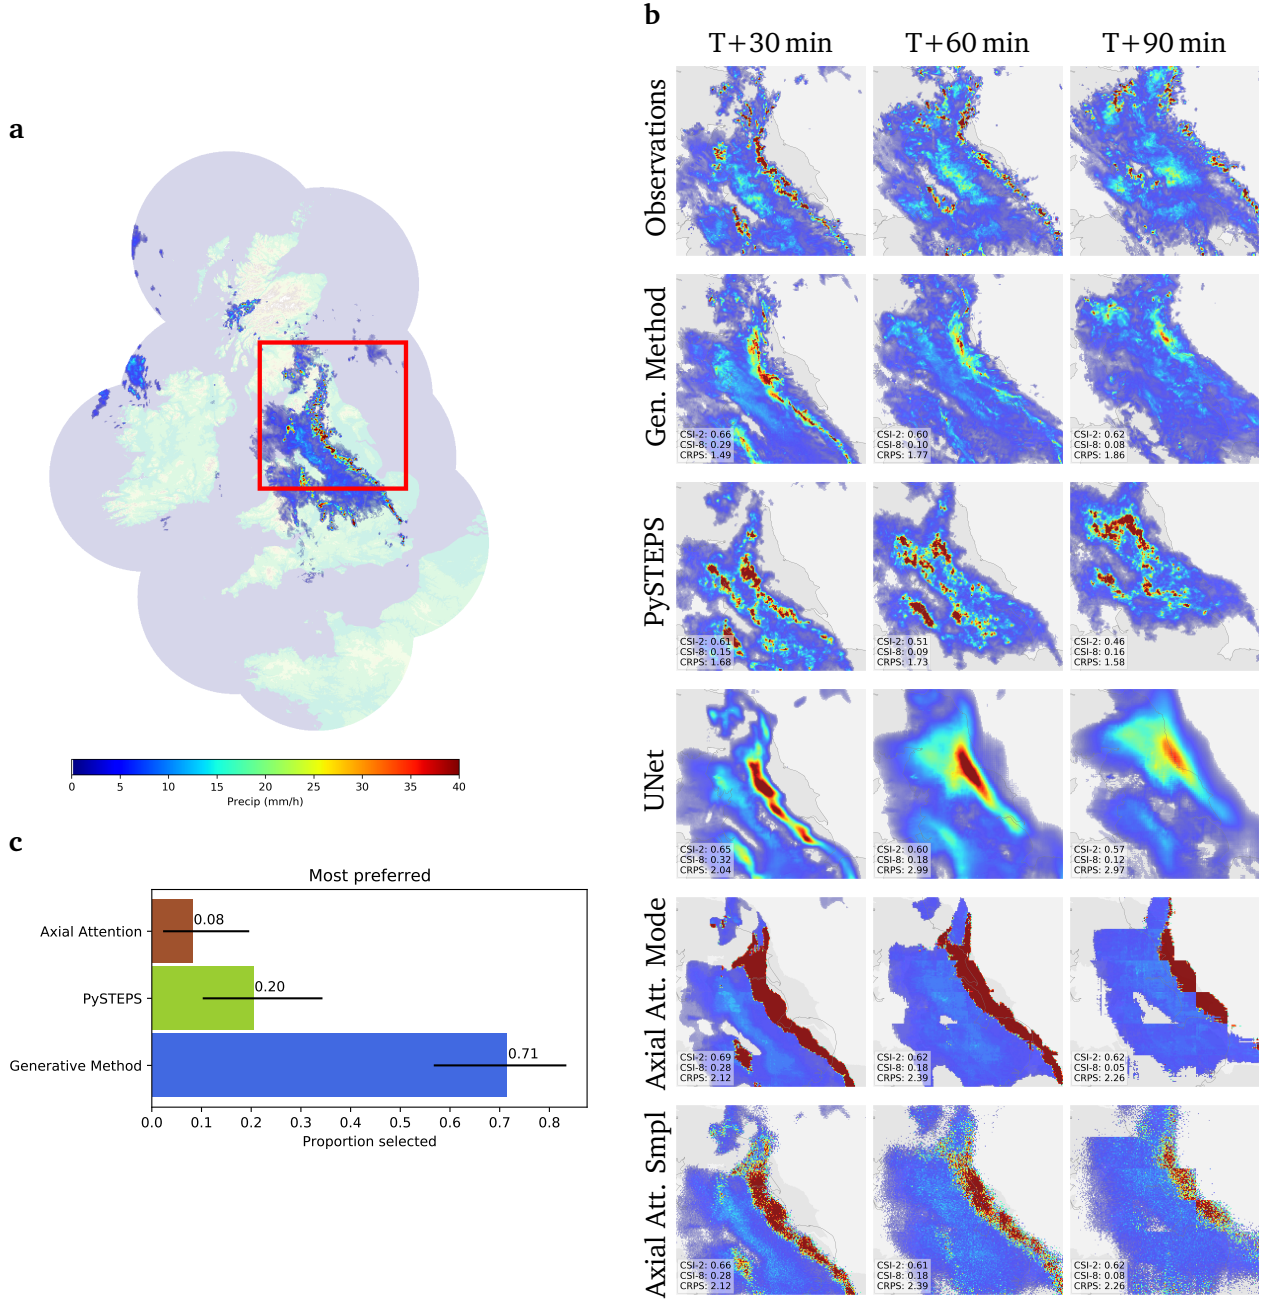 a
0 5 10 15 20 25 30 35 40
Precip (mm/h)
b
T+30 min T+60 min T+90 min
Observations
Gen. Method
CSI-2: 0.66
CSI-8: 0.29
CRPS: 1.49
CSI-2: 0.60
CSI-8: 0.10
CRPS: 1.77
CSI-2: 0.62
CSI-8: 0.08
CRPS: 1.86
PySTEPS
CSI-2: 0.61
CSI-8: 0.15
CRPS: 1.68
CSI-2: 0.51
CSI-8: 0.09
CRPS: 1.73
CSI-2: 0.46
CSI-8: 0.16
CRPS: 1.58
UNet
CSI-2: 0.65
CSI-8: 0.32
CRPS: 2.04
CSI-2: 0.60
CSI-8: 0.18
CRPS: 2.99
CSI-2: 0.57
CSI-8: 0.12
CRPS: 2.97
Axial Att. Mode
CSI-2: 0.69
CSI-8: 0.28
CRPS: 2.12
CSI-2: 0.62
CSI-8: 0.18
CRPS: 2.39
CSI-2: 0.62
CSI-8: 0.05
CRPS: 2.26
Axial Att. Smpl
CSI-2: 0.66
CSI-8: 0.28
CRPS: 2.12
CSI-2: 0.61
CSI-8: 0.18
CRPS: 2.39
CSI-2: 0.62
CSI-8: 0.08
CRPS: 2.26
c
Most preferred
Axial Attention 0.08
PySTEPS 0.20
Generative Method 0.71
0.0 0.1 0.2 0.3 0.4 0.5 0.6 0.7 0.8
Proportion selected